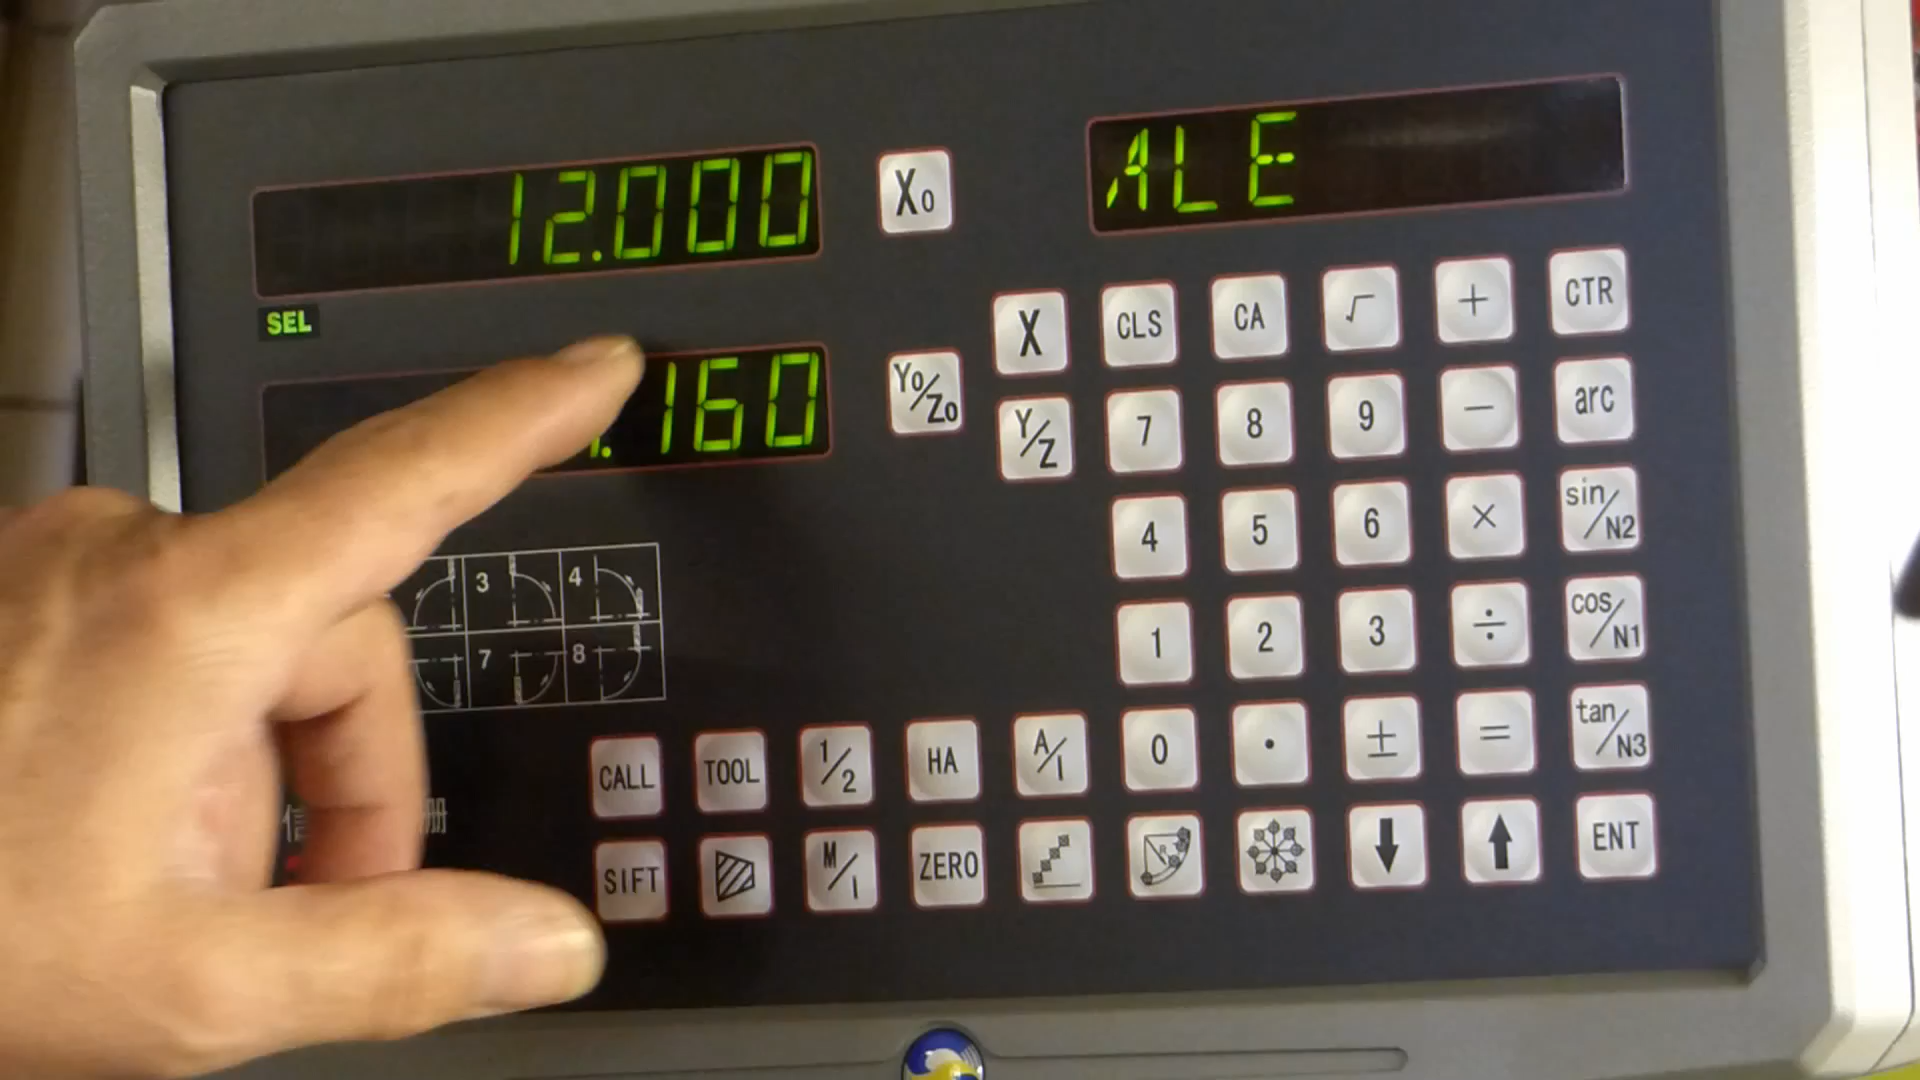 12.000
X0
ALE
SEL
.160
Y0/Z0
X
CLS
CA
√
+
CTR
Y/Z
7
8
9
−
arc
4
5
6
×
sin/N2
3
4
1
2
3
÷
cos/N1
7
8
CALL
TOOL
1/2
HA
A/I
0
.
±
=
tan/N3
信
册
SIFT
M/I
ZERO
ENT